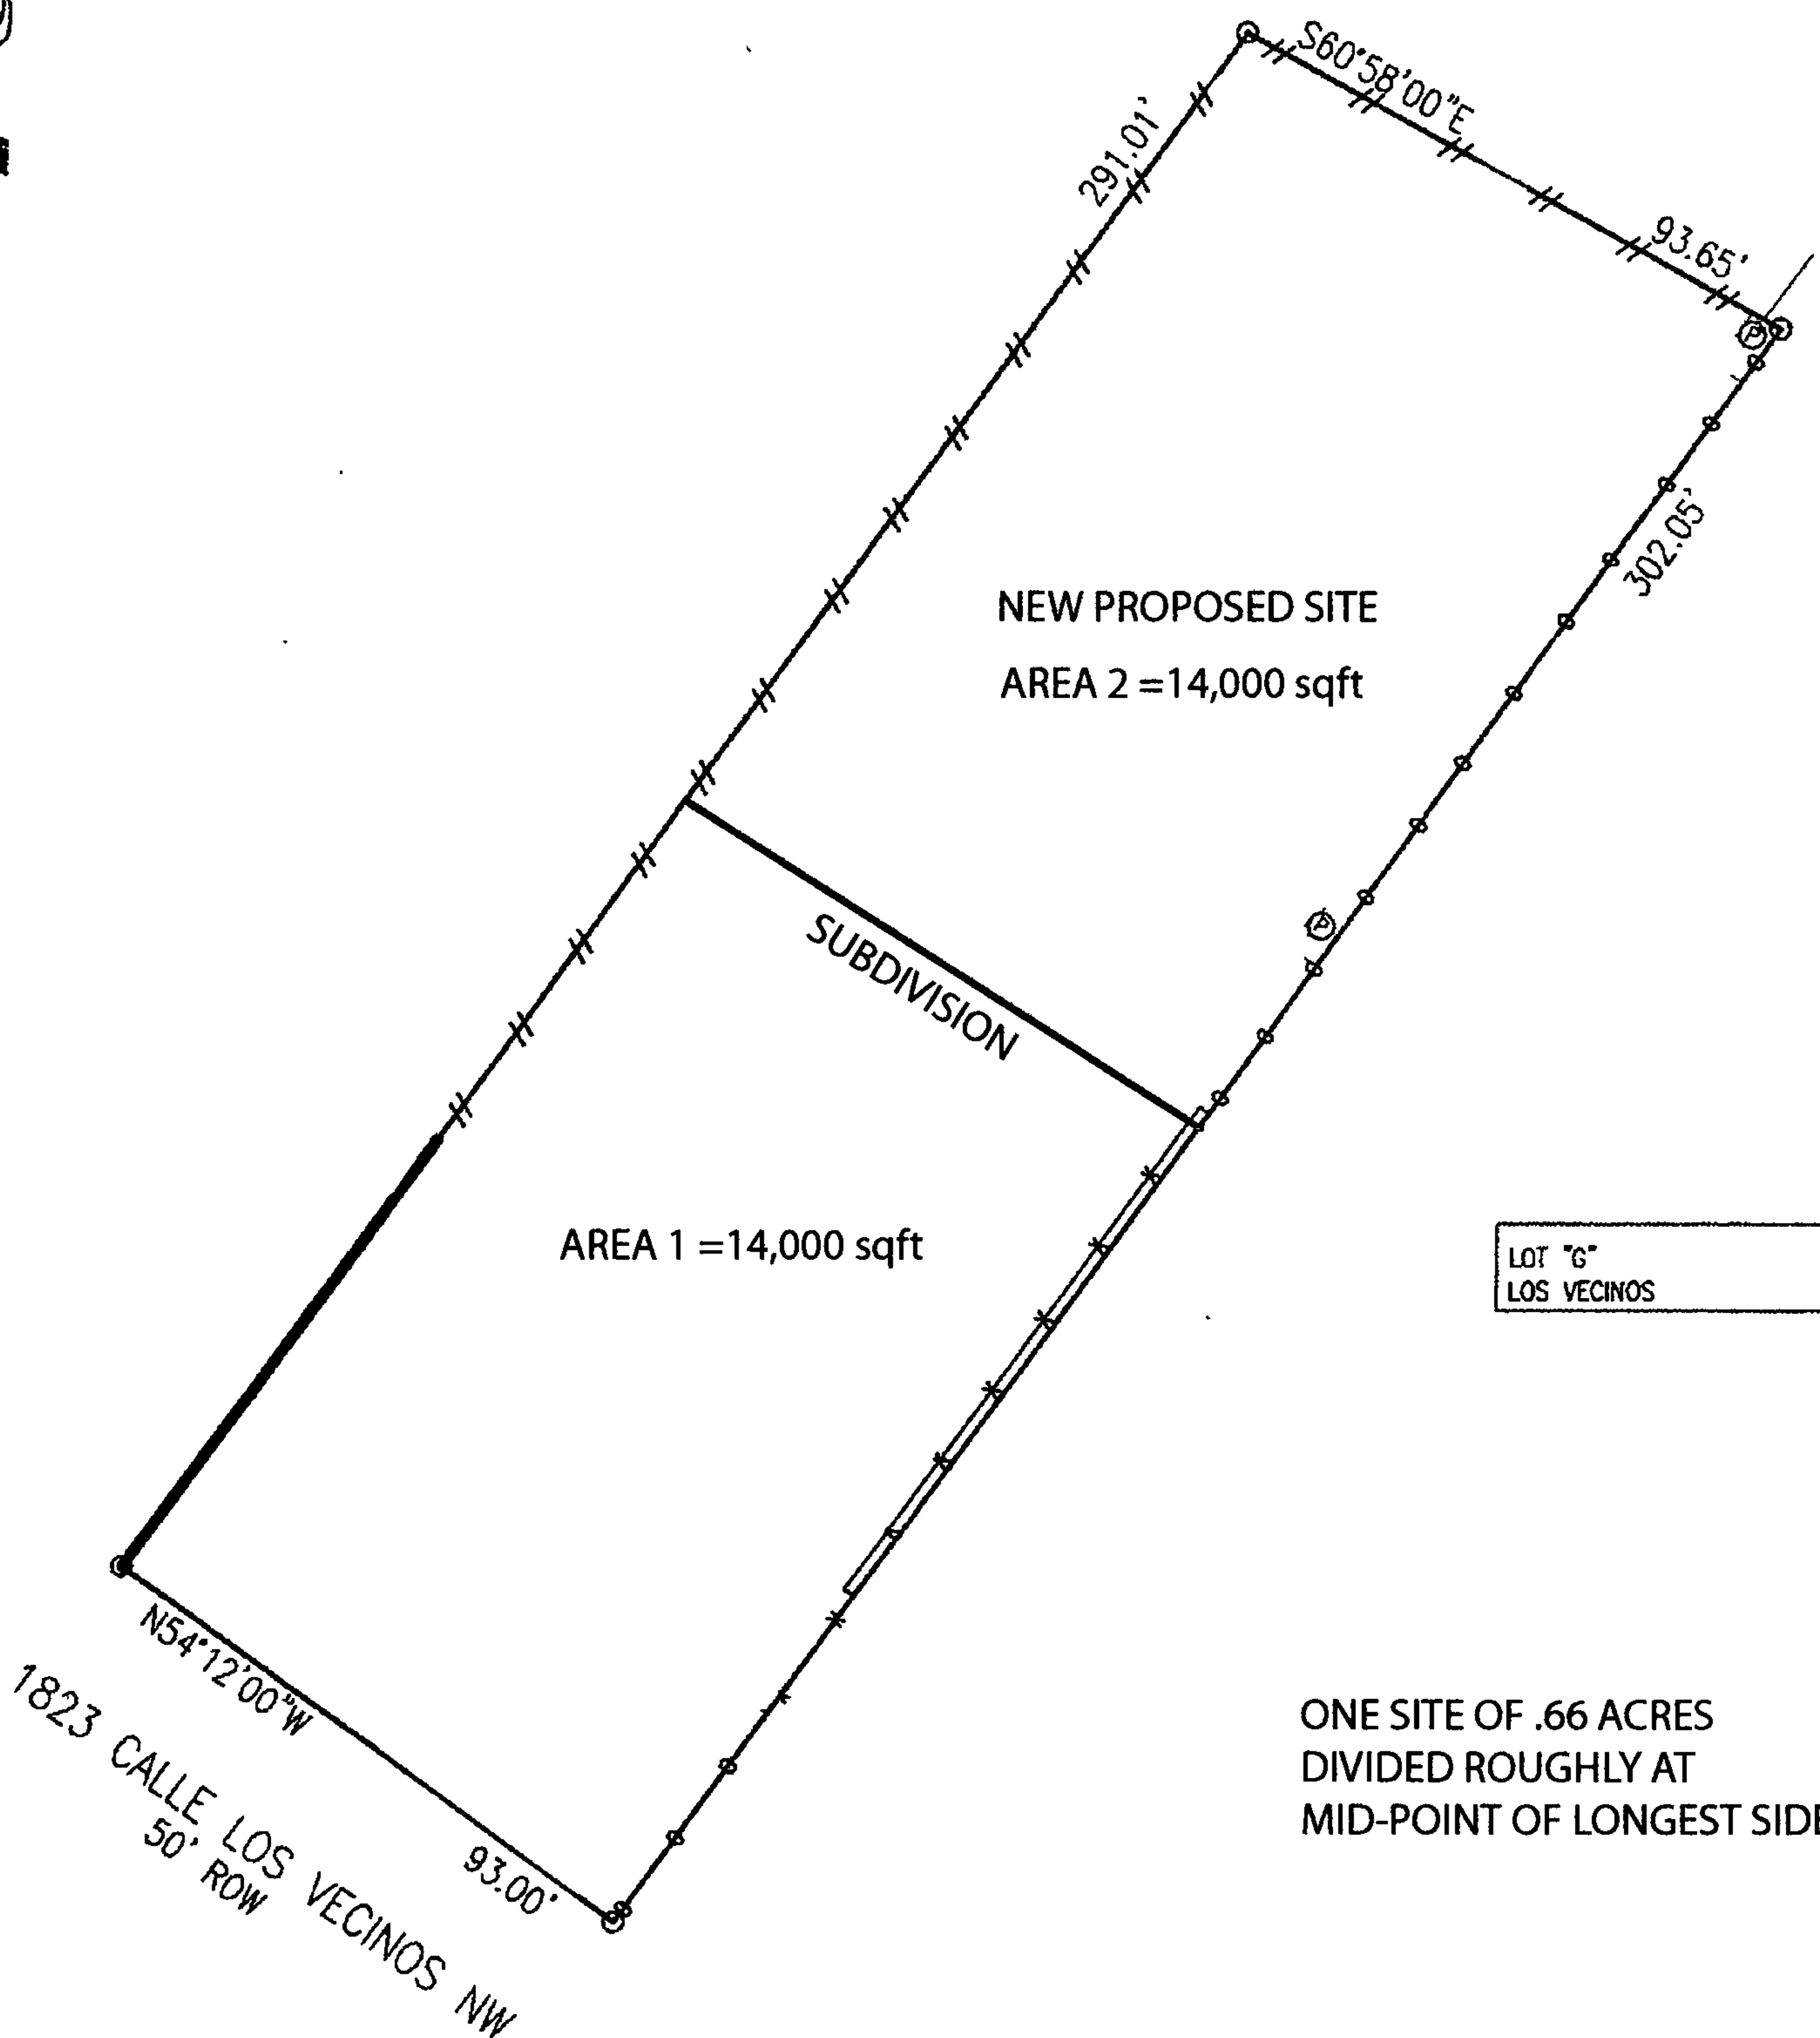 S60°58'00"E
291.01'
93.65'
P
302.05'
NEW PROPOSED SITE
AREA 2 =14,000 sqft
P
SUBDIVISION
AREA 1 =14,000 sqft
LOT "G"
LOS VECINOS
N54°12'00"W
1823 CALLE LOS VECINOS NW
50' ROW
93.00'
ONE SITE OF .66 ACRES
DIVIDED ROUGHLY AT
MID-POINT OF LONGEST SIDE